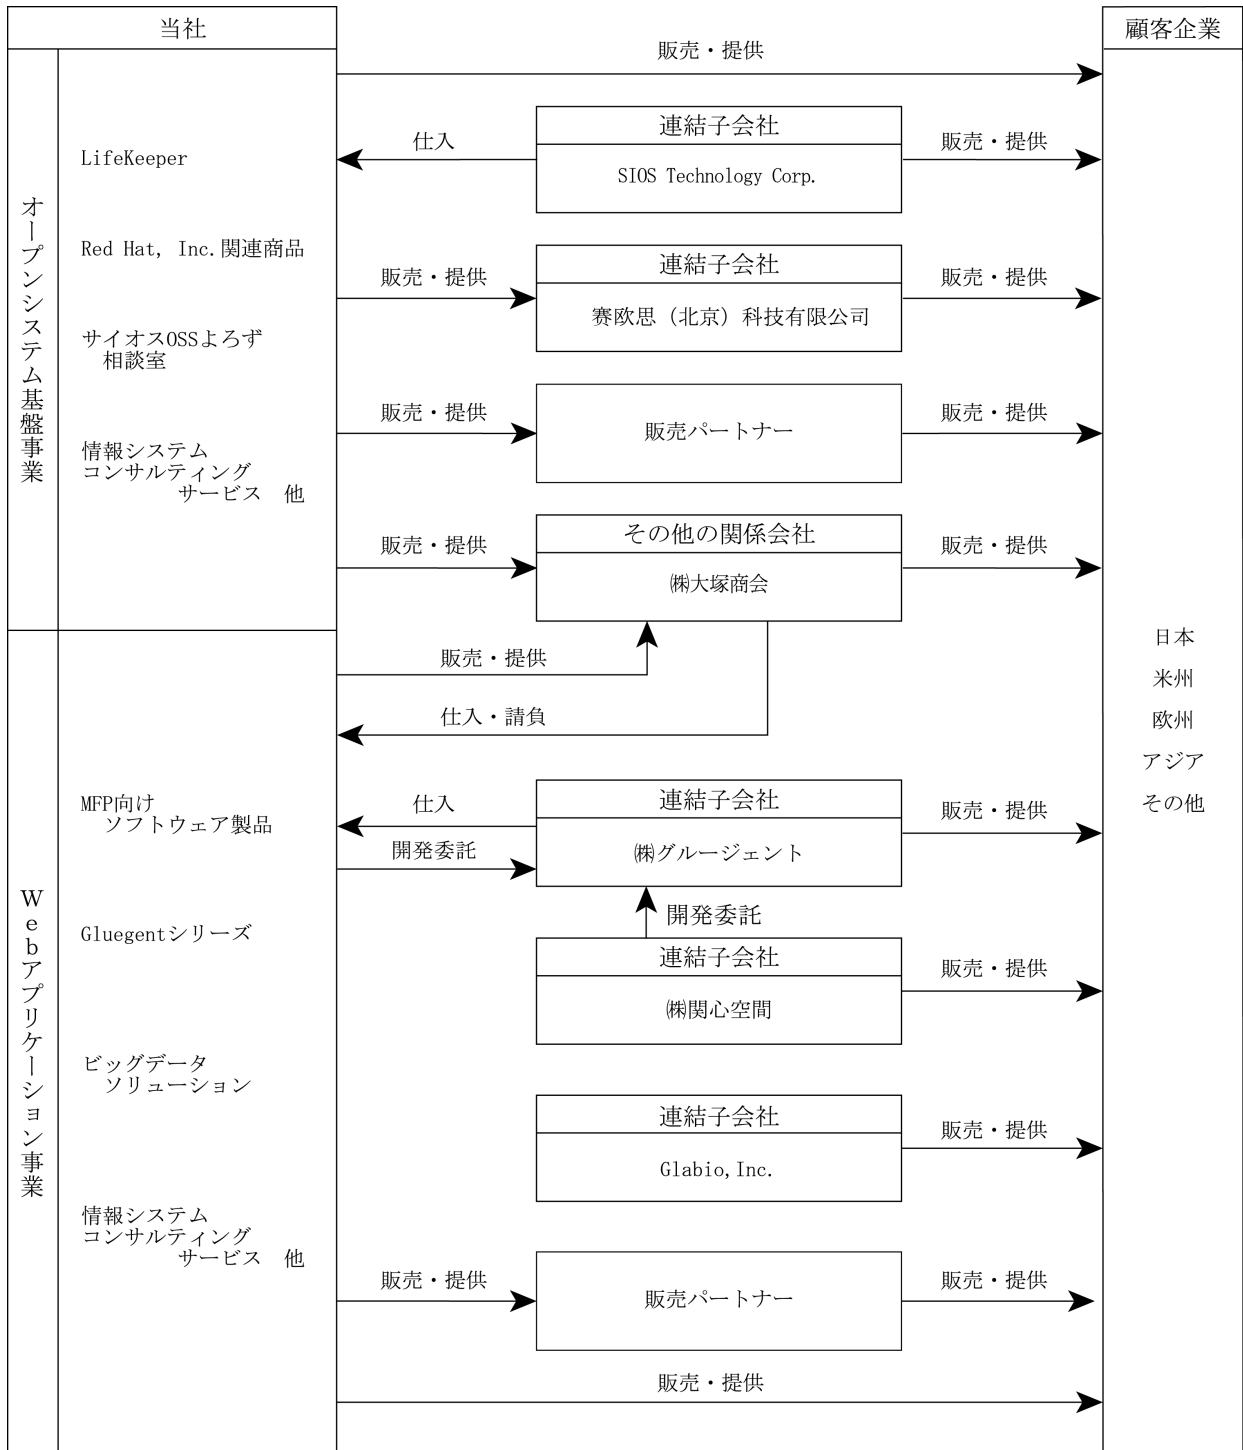 当社
顧客企業
オープンシステム基盤事業
LifeKeeper
Red Hat, Inc.関連商品
サイオスOSSよろず
相談室
情報システム
コンサルティング
サービス 他
販売・提供
仕入
連結子会社
SIOS Technology Corp.
販売・提供
販売・提供
連結子会社
赛欧思（北京）科技有限公司
販売・提供
販売・提供
販売パートナー
販売・提供
販売・提供
その他の関係会社
㈱大塚商会
販売・提供
販売・提供
仕入・請負
Webアプリケーション事業
MFP向け
ソフトウェア製品
Gluegentシリーズ
ビッグデータ
ソリューション
情報システム
コンサルティング
サービス 他
仕入
開発委託
連結子会社
㈱グルージェント
販売・提供
開発委託
連結子会社
㈱関心空間
販売・提供
連結子会社
Glabio,Inc.
販売・提供
販売・提供
販売パートナー
販売・提供
販売・提供
日本
米州
欧州
アジア
その他